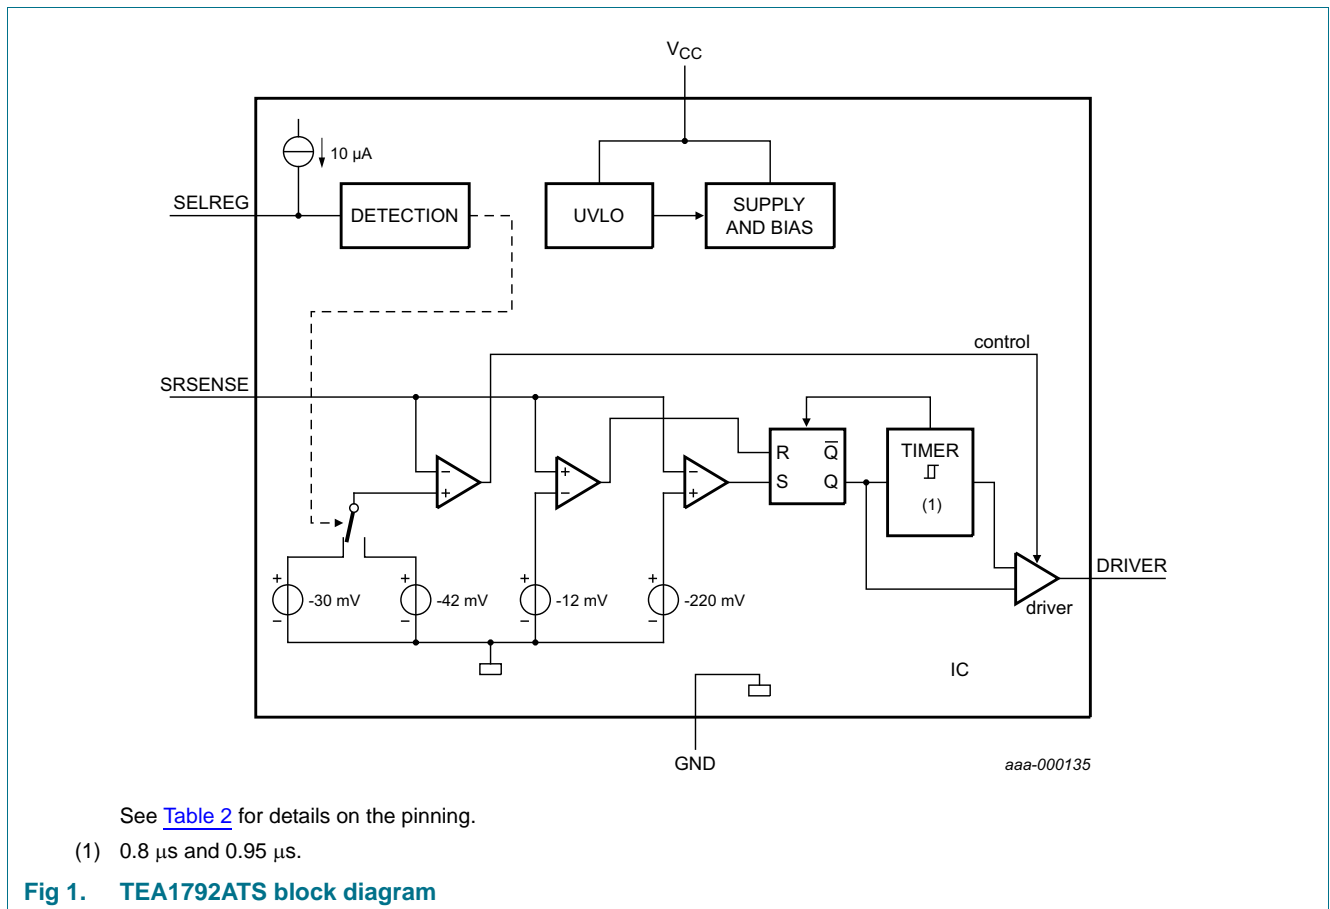 VCC
10 µA
SELREG
DETECTION
UVLO
SUPPLY
AND BIAS
control
SRSENSE
R Q̅
S Q
TIMER
(1)
− + + − − +
DRIVER
driver
+ -30 mV −
+ -42 mV −
+ -12 mV −
+ -220 mV −
IC
GND
aaa-000135
See Table 2 for details on the pinning.
(1) 0.8 μs and 0.95 μs.
Fig 1. TEA1792ATS block diagram